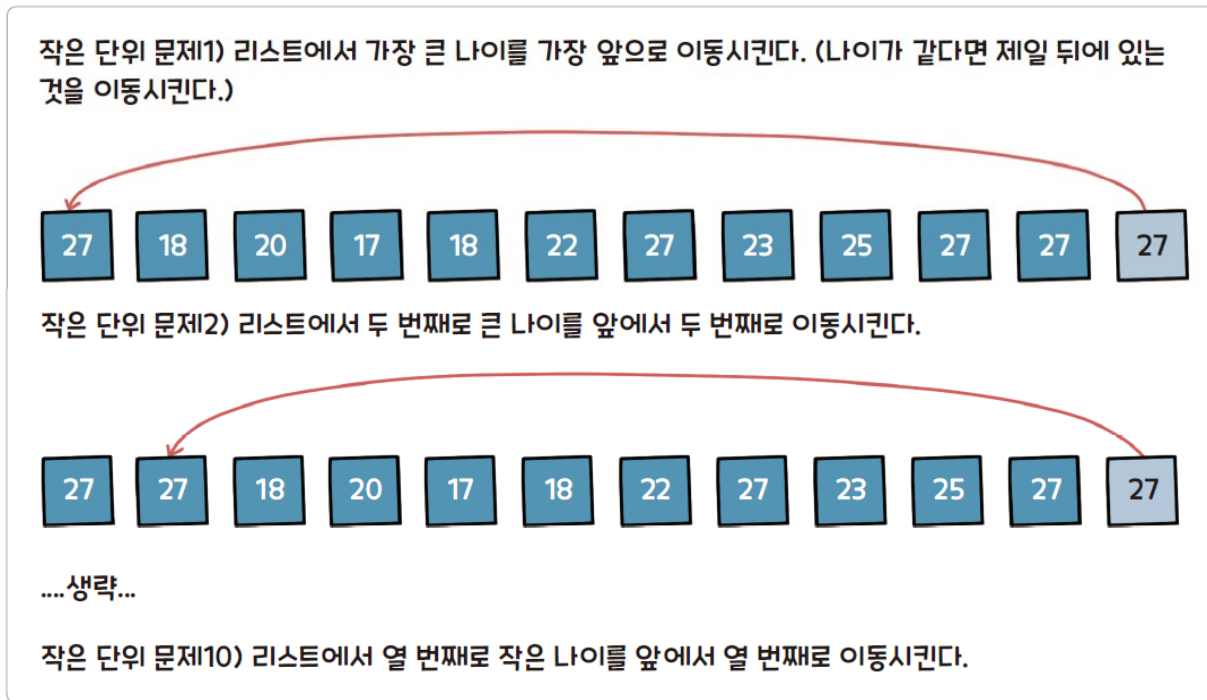 작은 단위 문제1) 리스트에서 가장 큰 나이를 가장 앞으로 이동시킨다. (나이가 같다면 제일 뒤에 있는
것을 이동시킨다.)
27 18 20 17 18 22 27 23 25 27 27 27
작은 단위 문제2) 리스트에서 두 번째로 큰 나이를 앞에서 두 번째로 이동시킨다.
27 27 18 20 17 18 22 27 23 25 27 27
....생략...
작은 단위 문제10) 리스트에서 열 번째로 작은 나이를 앞에서 열 번째로 이동시킨다.